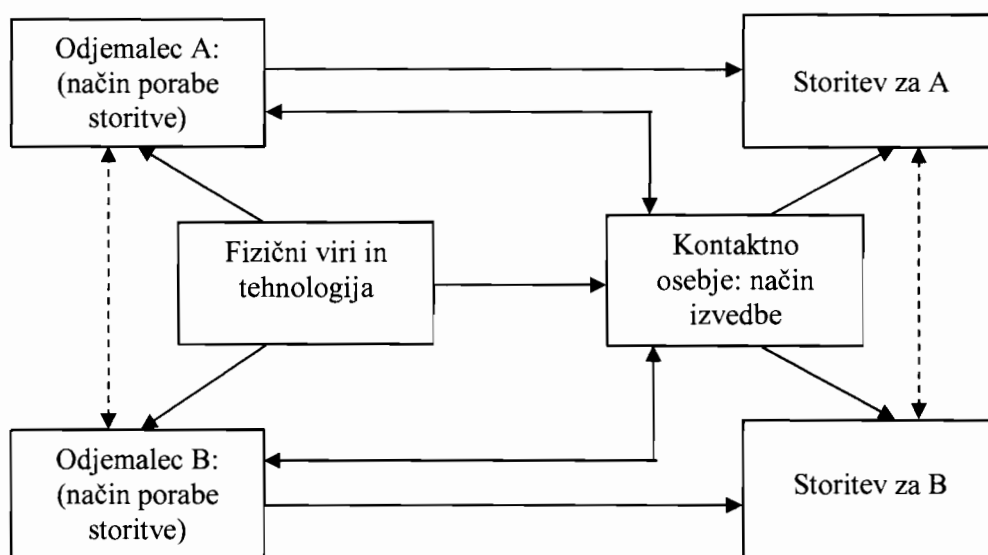 Odjemalec A:
(način porabe
storitve)
Storitev za A
Fizični viri in
tehnologija
Kontaktno
osebje: način
izvedbe
Odjemalec B:
(način porabe
storitve)
Storitev za B